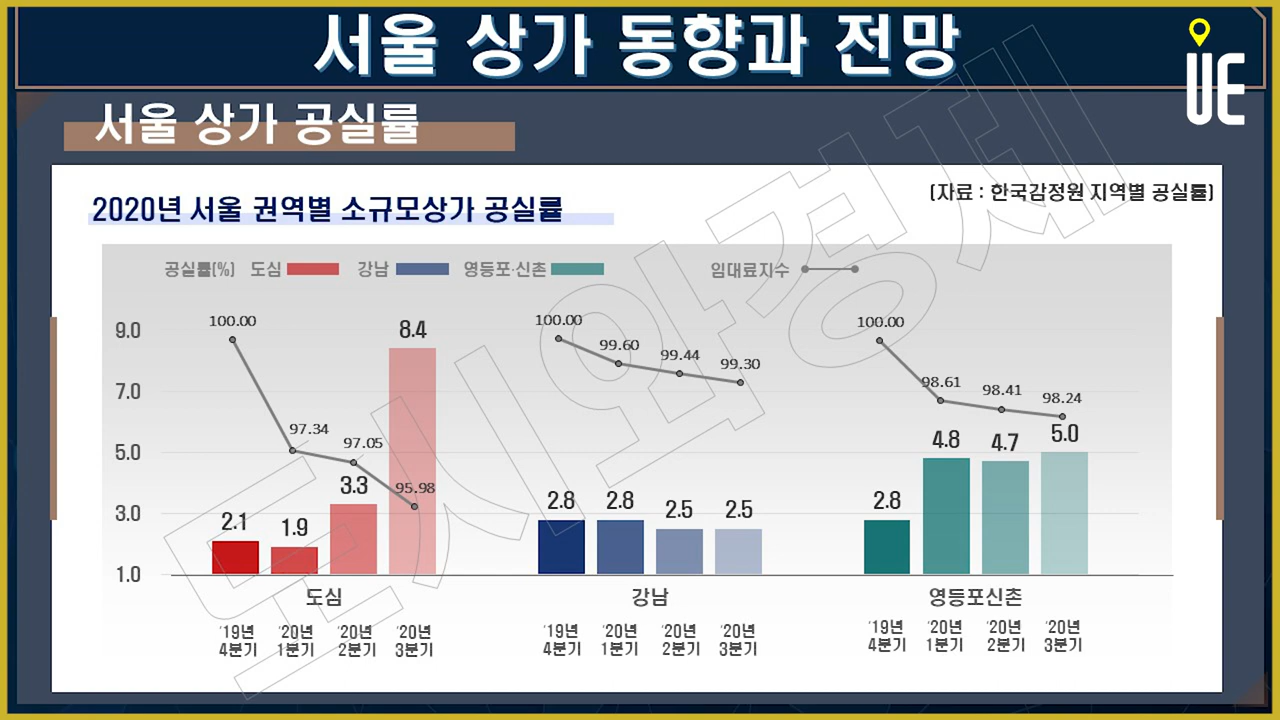 서울 상가 동향과 전망
UE
서울 상가 공실률
2020년 서울 권역별 소규모상가 공실률
[자료 : 한국감정원 지역별 공실률]
공실률[%] 도심 강남 영등포·신촌 임대료지수
9.0
7.0
5.0
3.0
1.0
100.00 97.34 97.05 95.98
2.1 1.9 3.3 8.4
100.00 99.60 99.44 99.30
2.8 2.8 2.5 2.5
100.00 98.61 98.41 98.24
2.8 4.8 4.7 5.0
도심 강남 영등포신촌
'19년 '20년 '20년 '20년 '19년 '20년 '20년 '20년 '19년 '20년 '20년 '20년
4분기 1분기 2분기 3분기 4분기 1분기 2분기 3분기 4분기 1분기 2분기 3분기
도시와경제